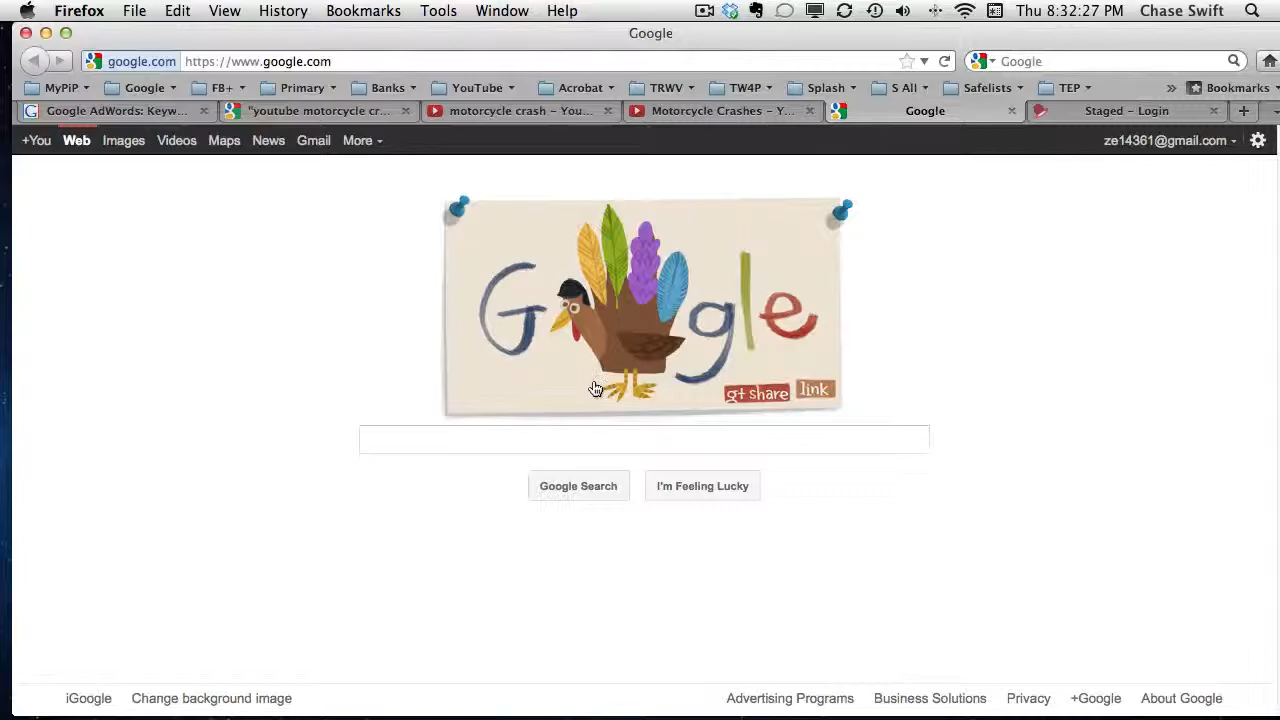 Firefox File Edit View History Bookmarks Tools Window Help Thu 8:32:27 PM Chase Swift
Google
google.com https://www.google.com Google
MyPiP Google FB+ Primary Banks YouTube Acrobat TRWV TW4P Splash S All Safelists TEP » Bookmarks
Google AdWords: Keyw... "youtube motorcycle cr... motorcycle crash – You... Motorcycle Crashes – Y... Google Staged – Login
+You Web Images Videos Maps News Gmail More ze14361@gmail.com
G gle
g+ share link
Google Search I'm Feeling Lucky
iGoogle Change background image Advertising Programs Business Solutions Privacy +Google About Google